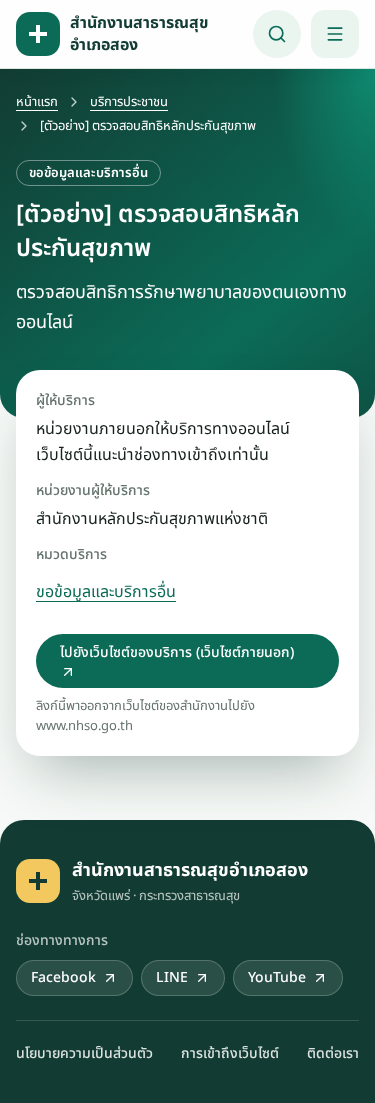 สำนักงานสาธารณสุข
อำเภอสอง
หน้าแรก > บริการประชาชน
> [ตัวอย่าง] ตรวจสอบสิทธิหลักประกันสุขภาพ
ขอข้อมูลและบริการอื่น
[ตัวอย่าง] ตรวจสอบสิทธิหลัก
ประกันสุขภาพ
ตรวจสอบสิทธิการรักษาพยาบาลของตนเองทาง
ออนไลน์
ผู้ให้บริการ
หน่วยงานภายนอกให้บริการทางออนไลน์
เว็บไซต์นี้แนะนำช่องทางเข้าถึงเท่านั้น
หน่วยงานผู้ให้บริการ
สำนักงานหลักประกันสุขภาพแห่งชาติ
หมวดบริการ
ขอข้อมูลและบริการอื่น
ไปยังเว็บไซต์ของบริการ (เว็บไซต์ภายนอก)
ลิงก์นี้พาออกจากเว็บไซต์ของสำนักงานไปยัง
www.nhso.go.th
สำนักงานสาธารณสุขอำเภอสอง
จังหวัดแพร่ · กระทรวงสาธารณสุข
ช่องทางทางการ
Facebook LINE YouTube
นโยบายความเป็นส่วนตัว การเข้าถึงเว็บไซต์ ติดต่อเรา